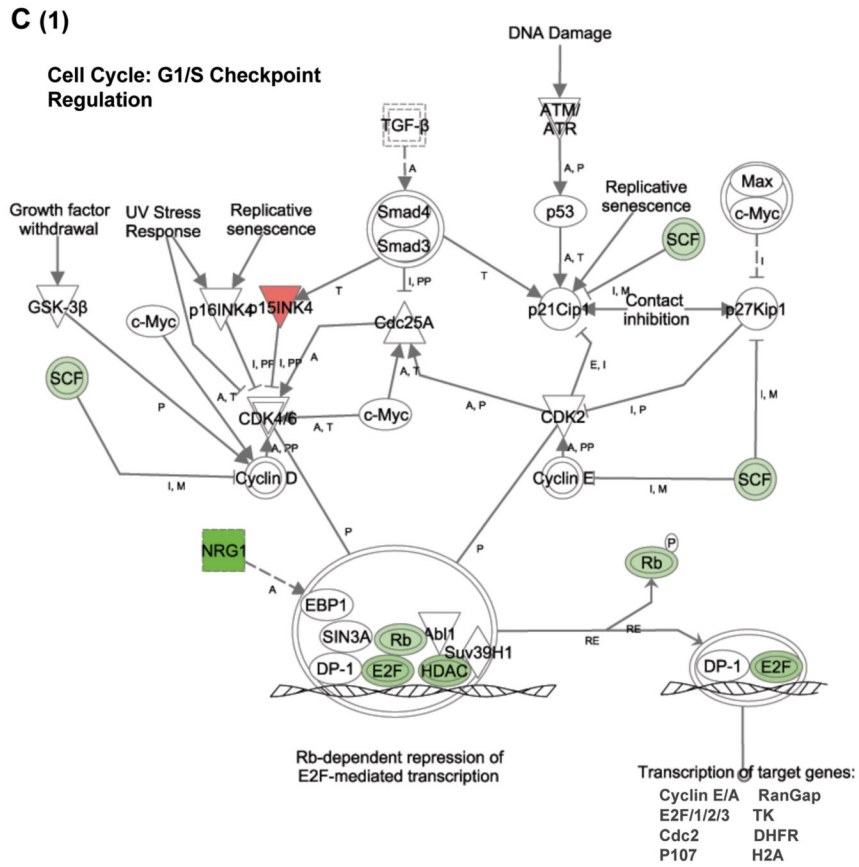 C (1)
Cell Cycle: G1/S Checkpoint
Regulation
DNA Damage
ATM/
ATR
TGF-β
A
A, P
Max
c-Myc
Growth factor
withdrawal
UV Stress
Response
Replicative
senescence
Smad4
Smad3
p53
Replicative
senescence
SCF
I
T
I, PP
T
A, T
I, M
GSK-3β
p16INK4
p15INK4
c-Myc
Cdc25A
p21Cip1
Contact
inhibition
p27Kip1
SCF
P
A, T
I, PP
I, PP
A
A, T
E, I
A, P
I, P
I, M
CDK4/6
A, T
c-Myc
CDK2
A, PP
A, PP
Cyclin D
Cyclin E
SCF
I, M
I, M
P
P
NRG1
A
EBP1
SIN3A
Rb
Abl1
Suv39H1
DP-1
E2F
HDAC
Rb
P
RE
RE
DP-1
E2F
Rb-dependent repression of
E2F-mediated transcription
Transcription of target genes:
Cyclin E/A RanGap
E2F/1/2/3 TK
Cdc2 DHFR
P107 H2A